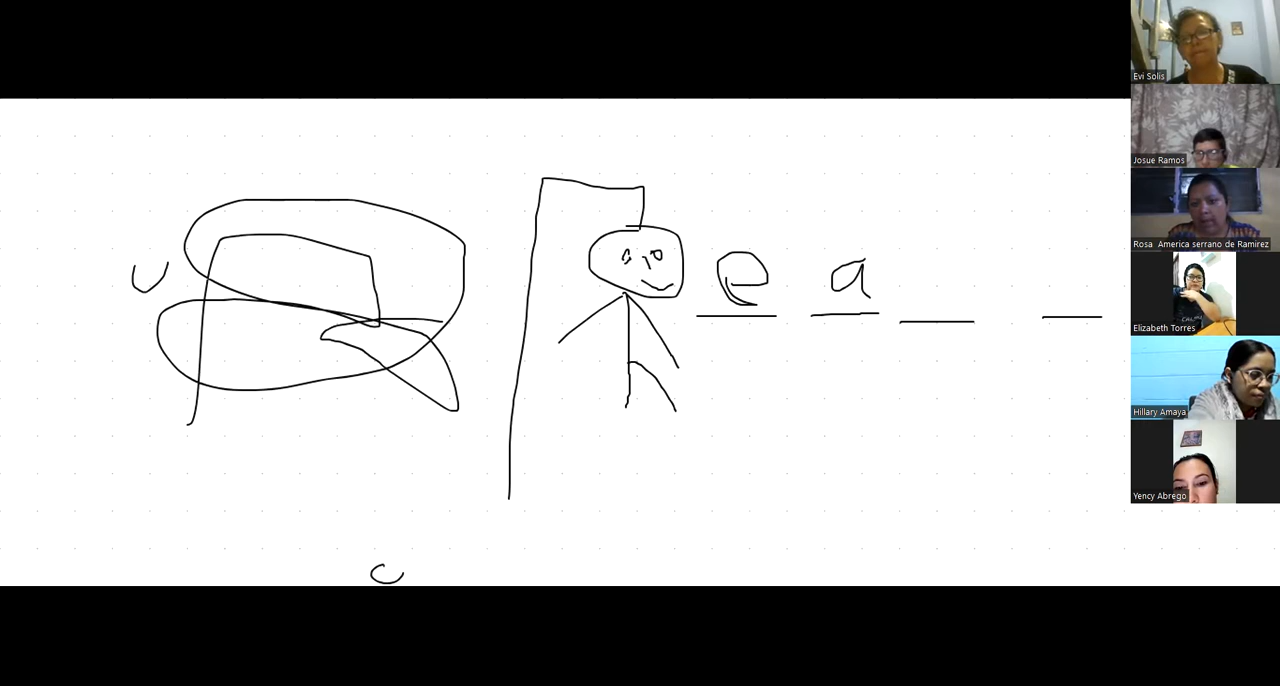 U
e a
c
Evi Solis
Josue Ramos
Rosa America serrano de Ramirez
Elizabeth Torres
Hillary Amaya
Yency Abrego